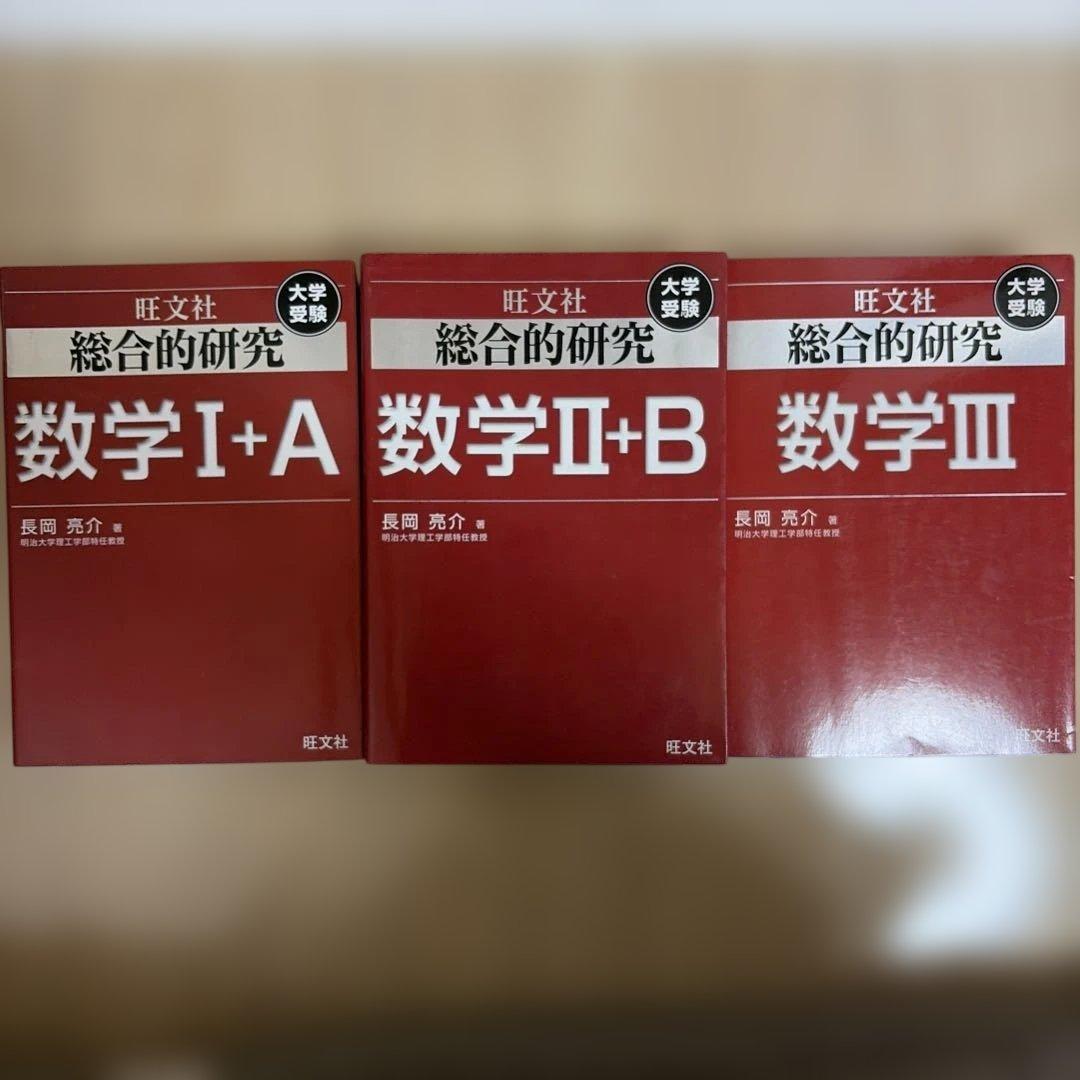 旺文社
大学
受験
総合的研究
数学I+A
長岡 亮介 著
明治大学理工学部特任教授
旺文社
旺文社
大学
受験
総合的研究
数学II+B
長岡 亮介 著
明治大学理工学部特任教授
旺文社
旺文社
大学
受験
総合的研究
数学III
長岡 亮介 著
明治大学理工学部特任教授
旺文社